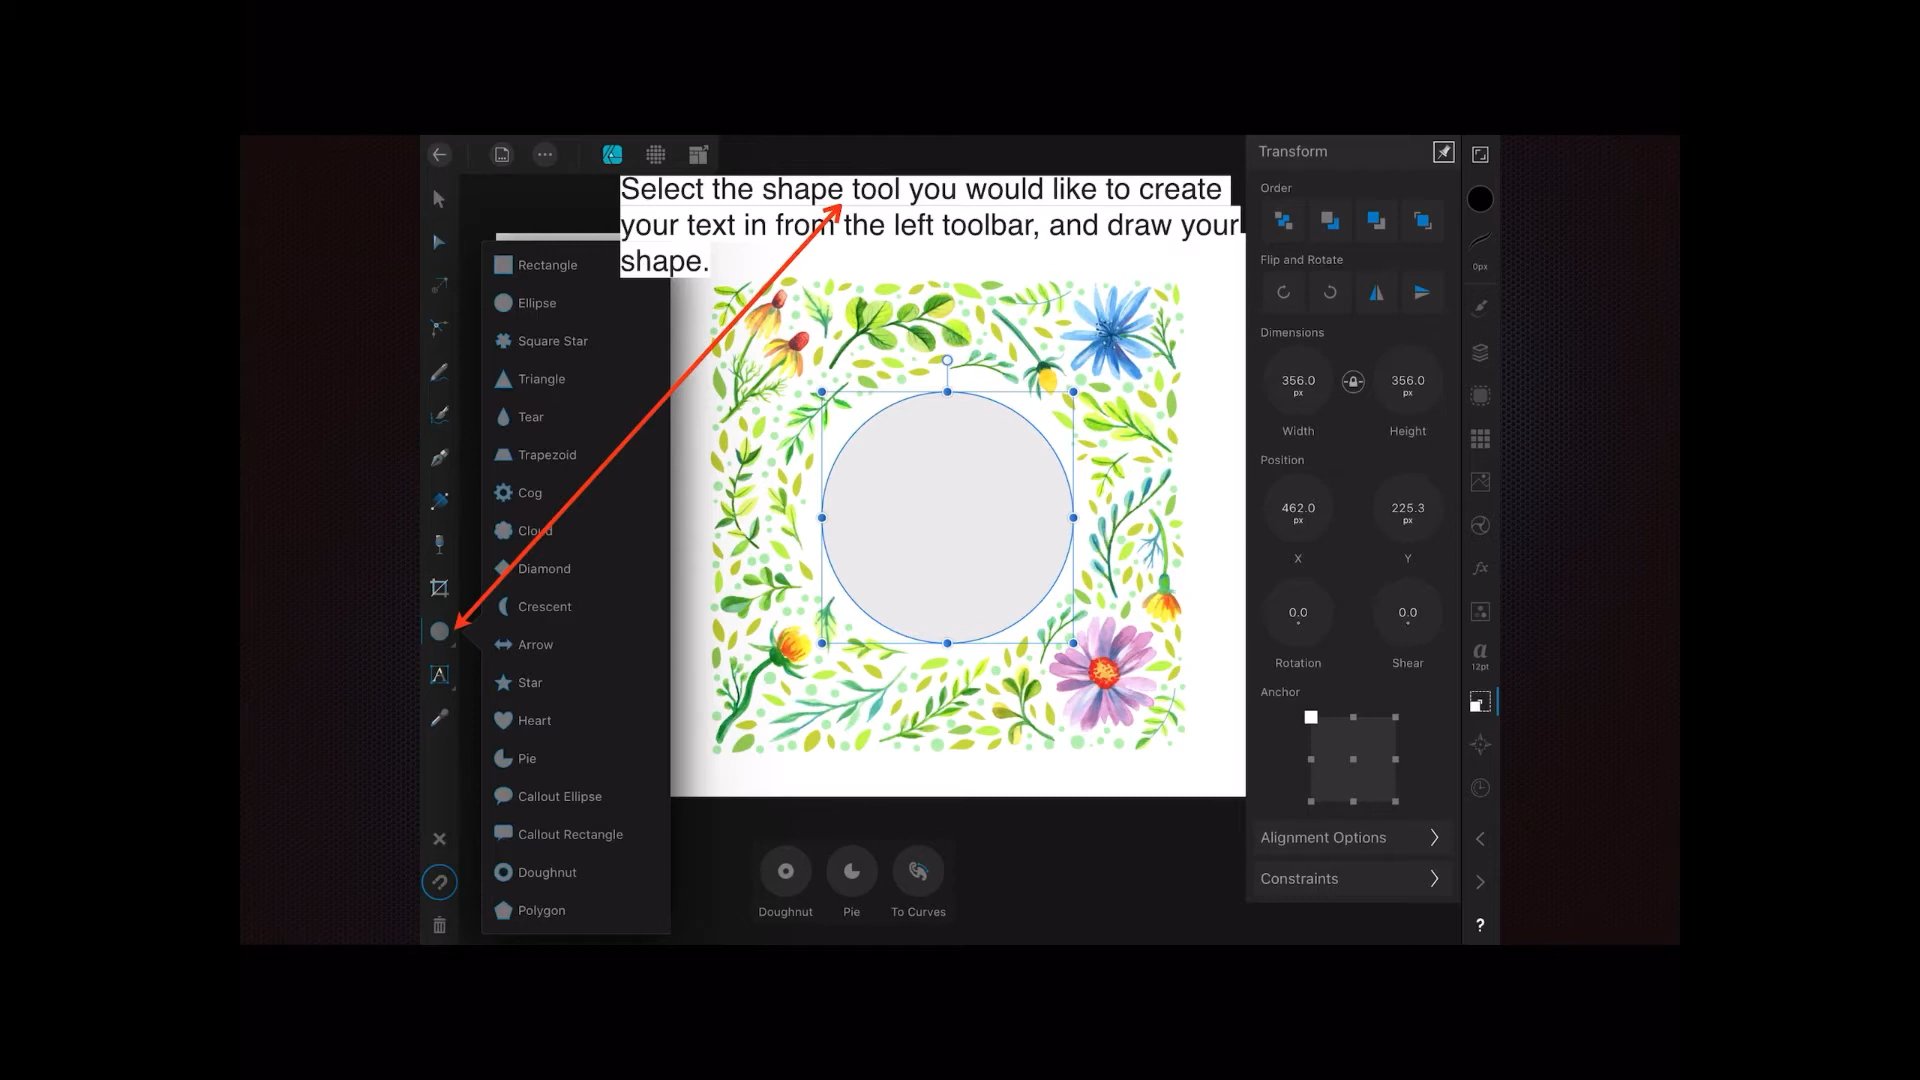 Select the shape tool you would like to create
your text in from the left toolbar, and draw your
shape.
Rectangle
Ellipse
Square Star
Triangle
Tear
Trapezoid
Cog
Cloud
Diamond
Crescent
Arrow
Star
Heart
Pie
Callout Ellipse
Callout Rectangle
Doughnut
Polygon
A
Doughnut
Pie
To Curves
Transform
Order
Flip and Rotate
Dimensions
356.0 px
356.0 px
Width
Height
Position
462.0 px
225.3 px
X
Y
0.0 °
0.0 °
Rotation
Shear
Anchor
Alignment Options
Constraints
0px
fx
a
12pt
?